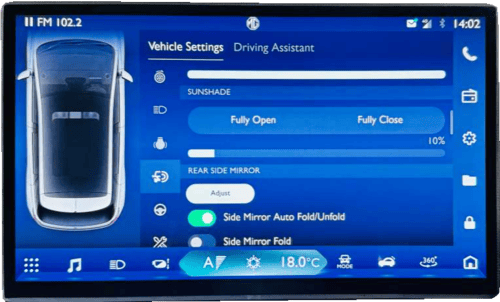 FM 102.2
MG
14:02
Vehicle Settings Driving Assistant
SUNSHADE
Fully Open Fully Close
10%
REAR SIDE MIRROR
Adjust
Side Mirror Auto Fold/Unfold
Side Mirror Fold
A 18.0°C
MODE
360°